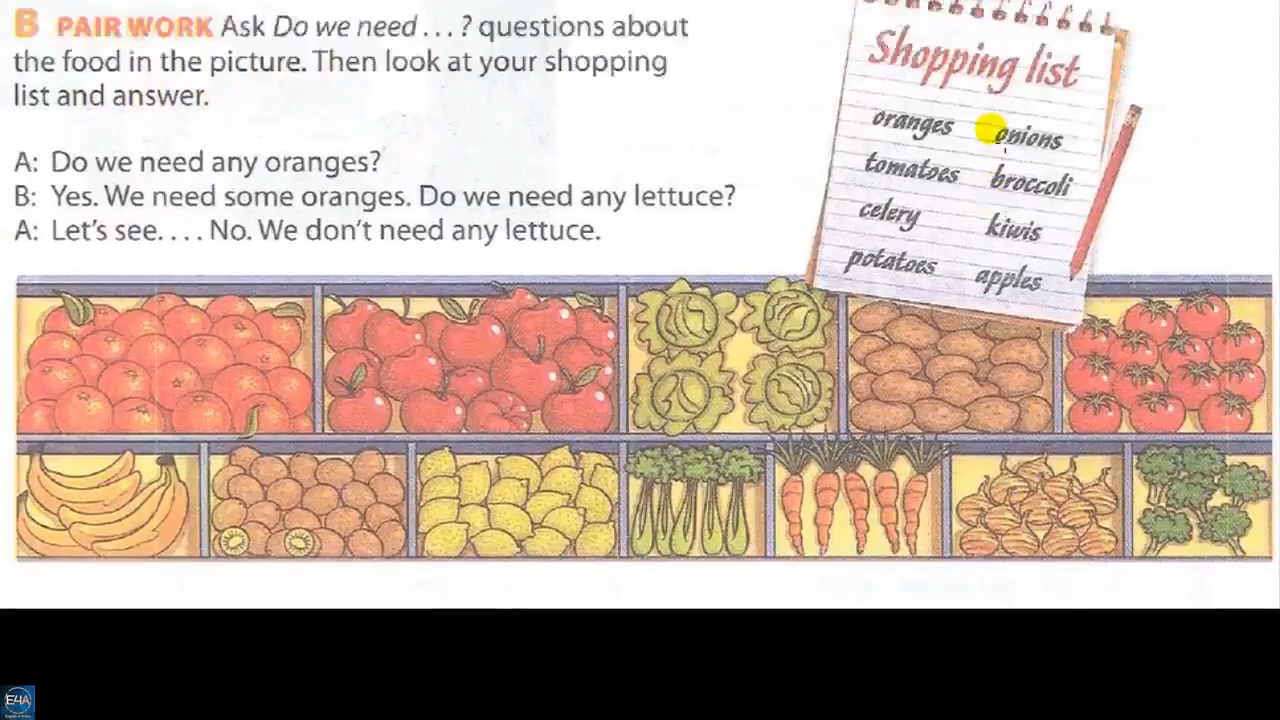 B PAIR WORK Ask Do we need . . . ? questions about
the food in the picture. Then look at your shopping
list and answer.
A: Do we need any oranges?
B: Yes. We need some oranges. Do we need any lettuce?
A: Let's see. . . . No. We don't need any lettuce.
Shopping list
oranges onions
tomatoes broccoli
celery kiwis
potatoes apples
E4A